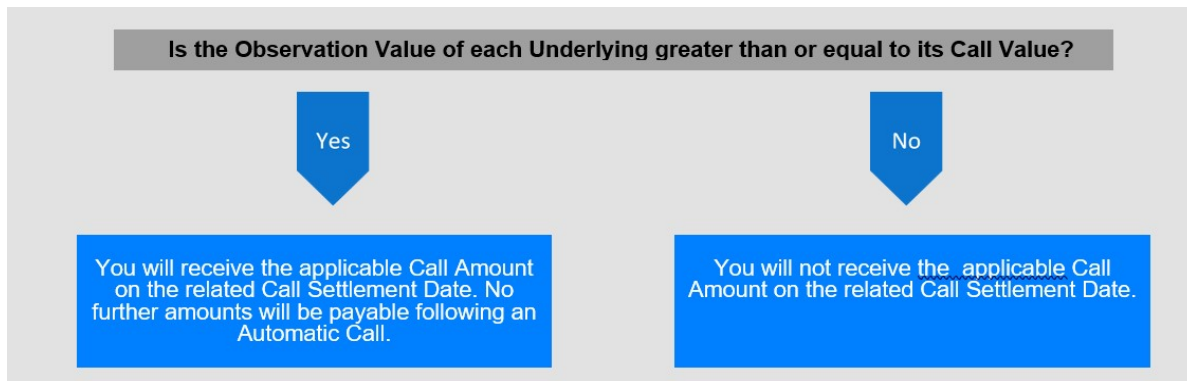 Is the Observation Value of each Underlying greater than or equal to its Call Value?
Yes
No
You will receive the applicable Call Amount
on the related Call Settlement Date. No
further amounts will be payable following an
Automatic Call.
You will not receive the  applicable Call
Amount on the related Call Settlement Date.